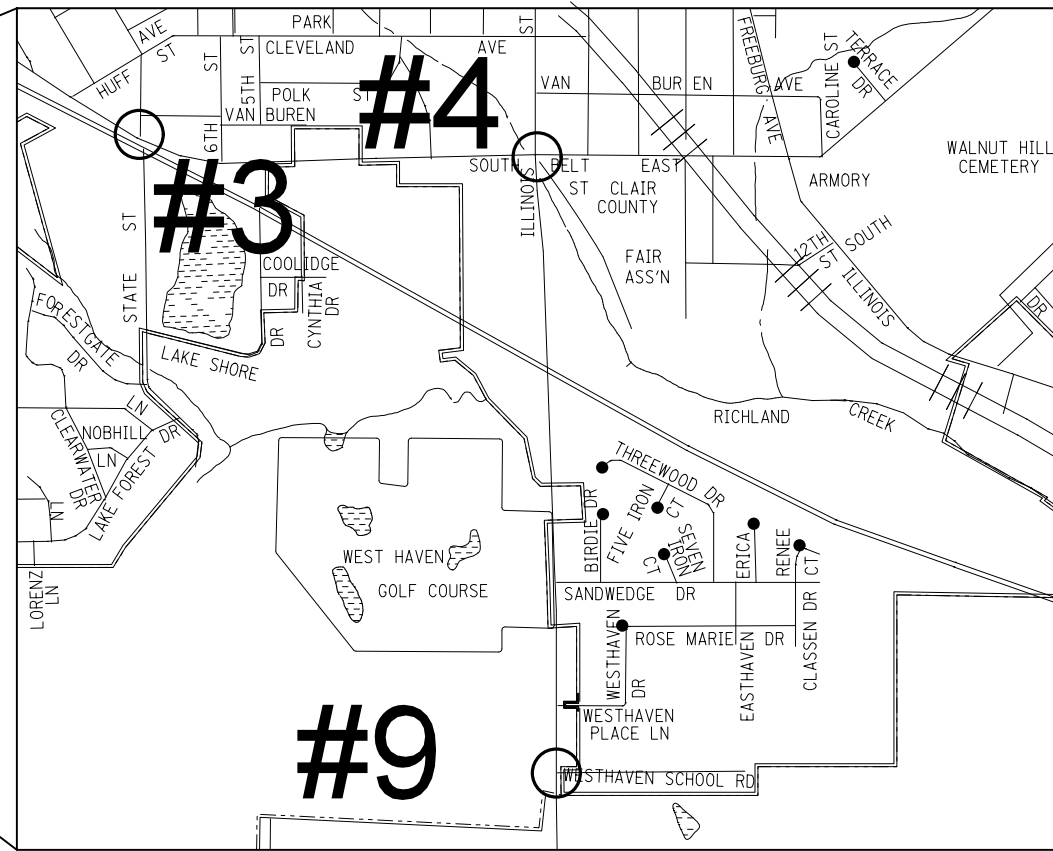 PARK
ST
AVE
ST
HUFF
ST
ST
5TH
CLEVELAND
AVE
POLK
ST
VAN BUREN
6TH
#4
VAN
BUR EN
AVE
FREEBURG
AVE
CAROLINE ST
TERRACE
DR
WALNUT HILL
CEMETERY
ARMORY
SOUTH
BELT
EAST
ILLINOIS
ST CLAIR
COUNTY
FAIR
ASS'N
12TH
ST
SOUTH
ILLINOIS
DR
#3
STATE
ST
COOLIDGE
DR
CYNTHIA
DR
LAKE SHORE
DR
FORESTGATE
DR
LN
NOBHILL
LN
CLEARWATER
DR
LAKE FOREST
DR
LN
LORENZ
LN
RICHLAND
CREEK
WEST HAVEN
GOLF COURSE
THREEWOOD DR
BIRDIE DR
FIVE IRON
CT
SEVEN
IRON
CT
ERICA
RENEE
CT
SANDWEDGE DR
WESTHAVEN
DR
ROSE MARIE DR
EASTHAVEN
CLASSEN DR
WESTHAVEN
PLACE LN
#9
WESTHAVEN SCHOOL RD